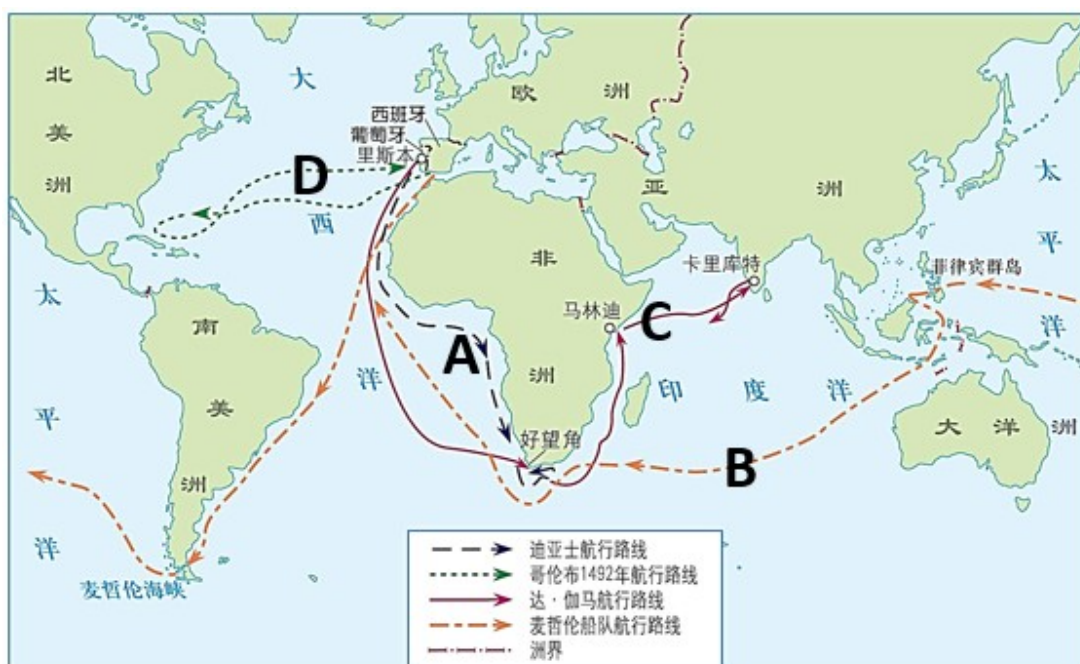 北
美
洲
大
西
洋
欧 洲
西班牙
葡萄牙
里斯本
D
亚 洲
太
平
洋
菲律宾群岛
卡里库特
非
洲
马林迪
C
A
太
平
洋
南
美
洲
印 度 洋
大 洋 洲
好望角
B
麦哲伦海峡
迪亚士航行路线
哥伦布1492年航行路线
达·伽马航行路线
麦哲伦船队航行路线
洲界